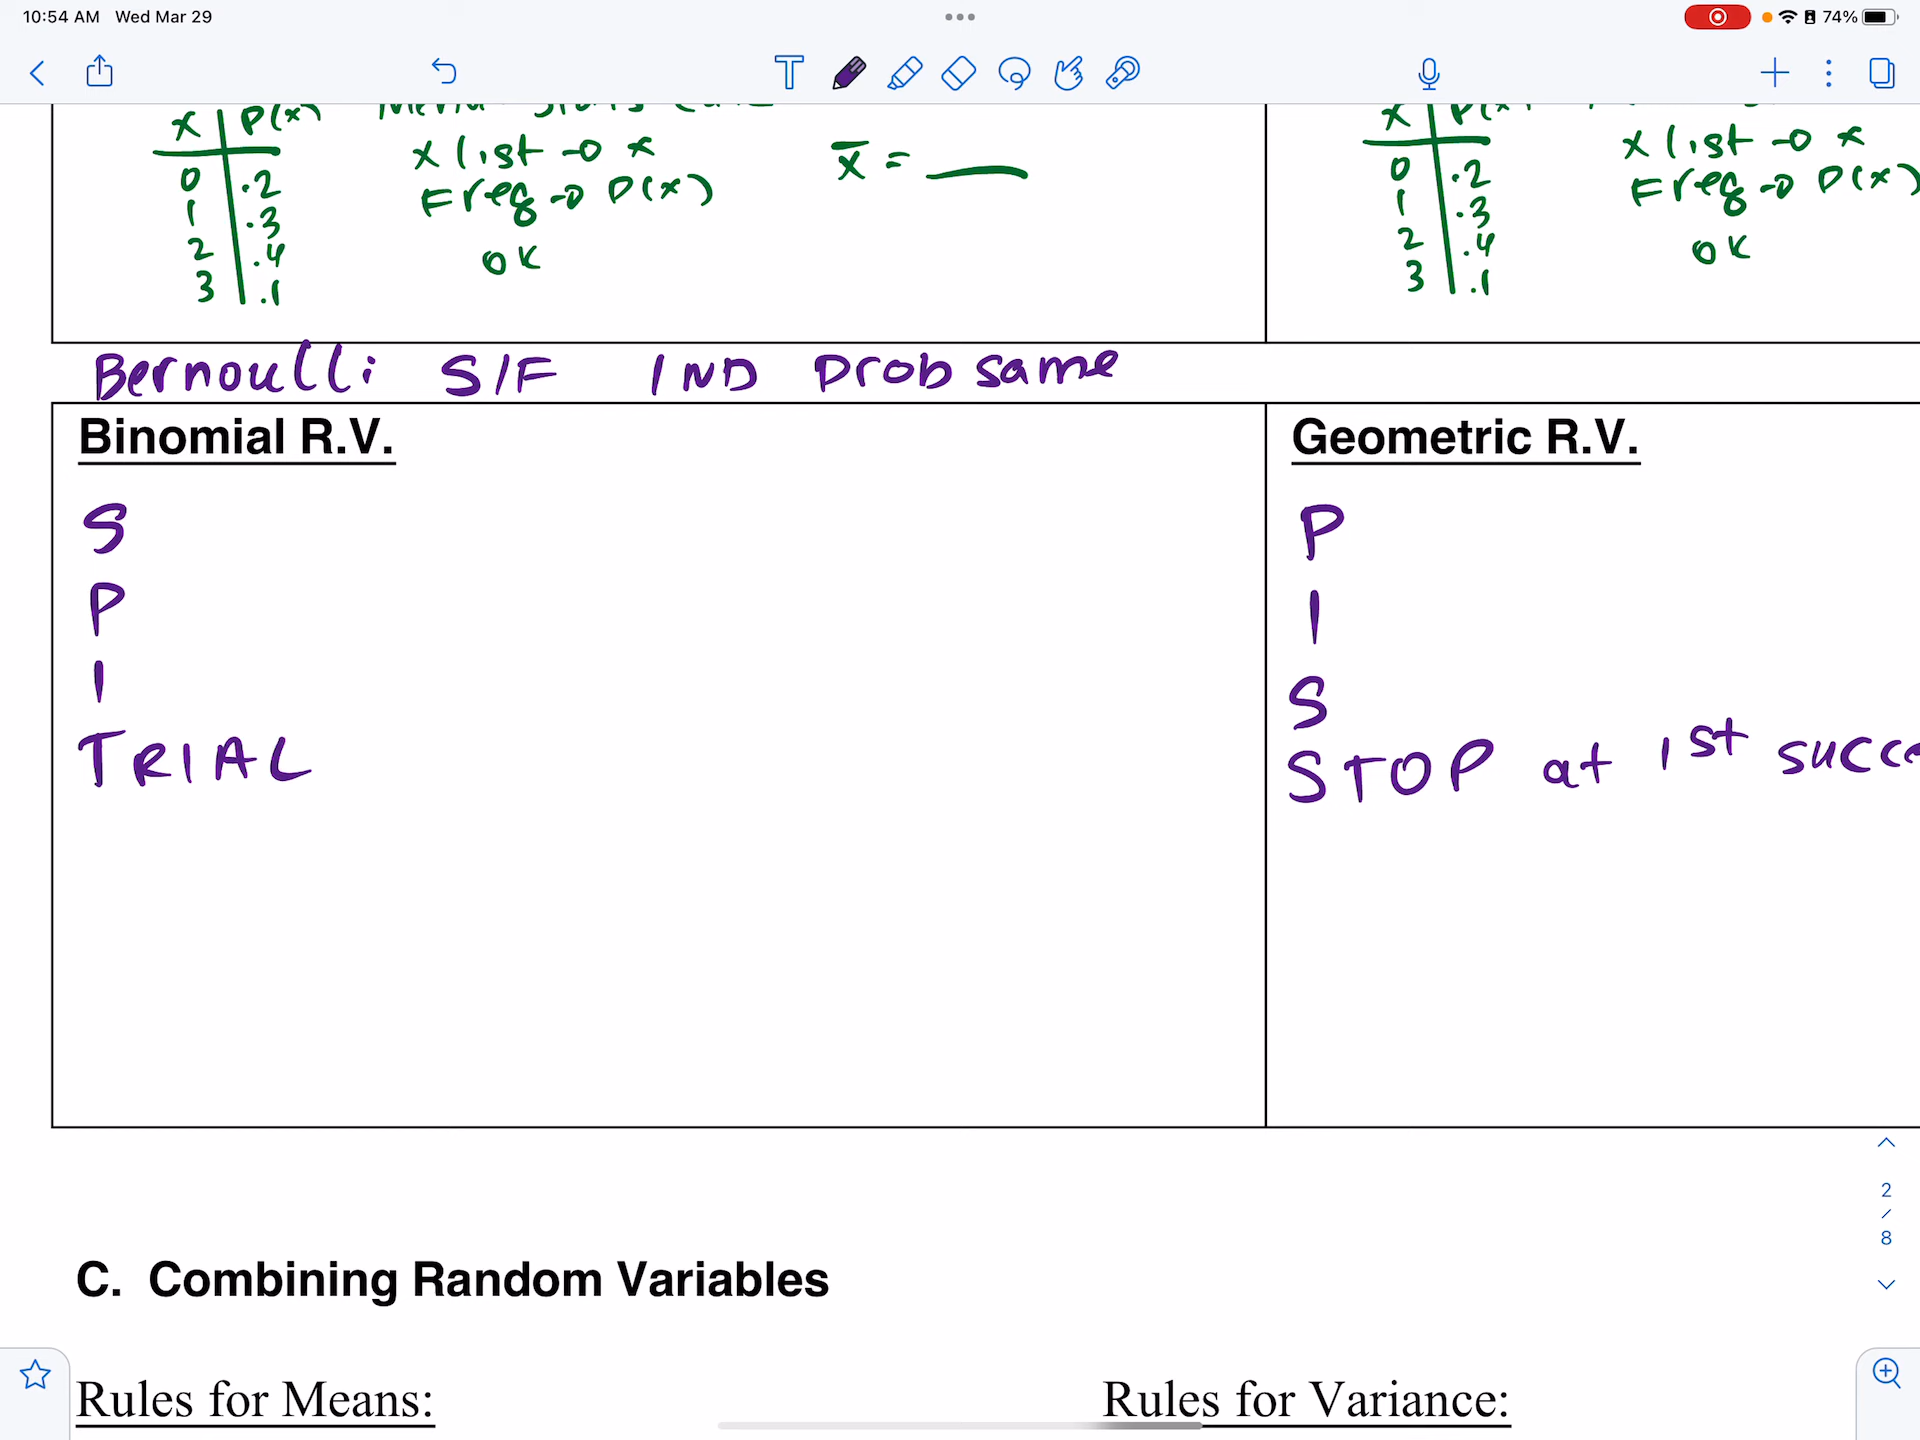 10:54 AM Wed Mar 29
74%
T
x P(x)
0 .2
1 .3
2 .4
3 .1
x list → x
Freq → P(x)
OK
x̄ = ___
x
0 .2
1 .3
2 .4
3 .1
x list → x
Freq → P(x)
OK
Bernoulli S/F IND Prob same
Binomial R.V.
S
P
I
TRIAL
Geometric R.V.
P
I
S
STOP at 1st succe
2
/
8
C. Combining Random Variables
Rules for Means:
Rules for Variance: